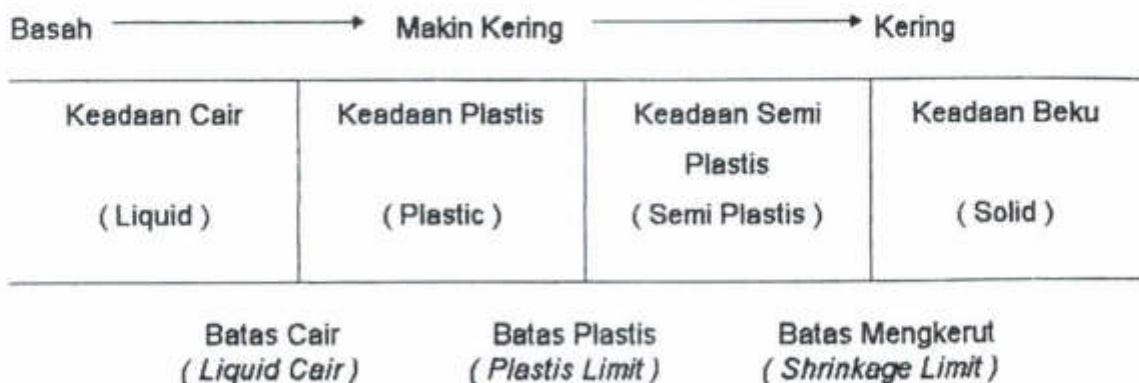 Basah Makin Kering Kering
Keadaan Cair Keadaan Plastis Keadaan Semi Keadaan Beku
Plastis
( Liquid ) ( Plastic ) ( Semi Plastis ) ( Solid )
Batas Cair Batas Plastis Batas Mengkerut
( Liquid Cair ) ( Plastis Limit ) ( Shrinkage Limit )